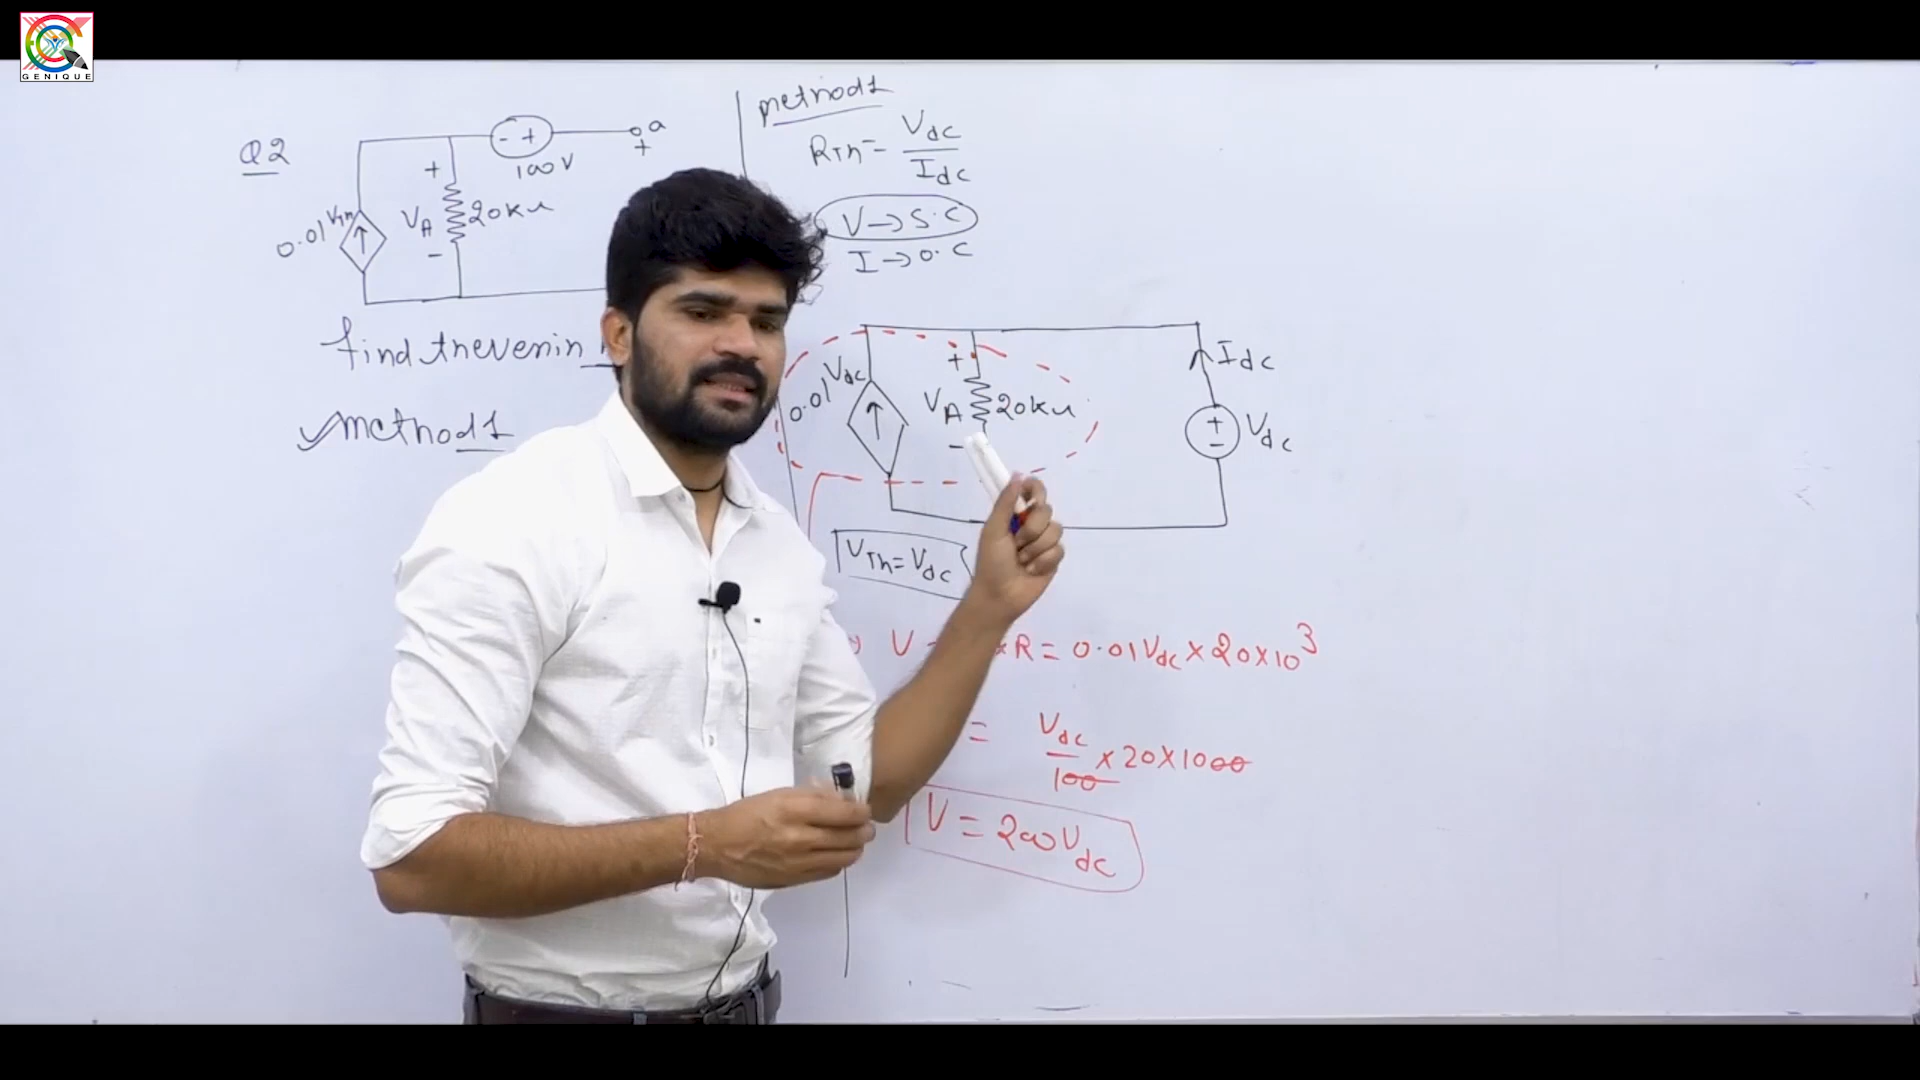 GENIQUE
Q2
- +
100V
a
+
0.01VTh
+
VA
-
20kΩ
find thevenin
✓method1
method1
RTh = Vdc / Idc
V → S.C
I → O.C
0.01Vdc
+
VA
-
20kΩ
Idc
+
-
Vdc
VTh = Vdc
V
×R = 0.01Vdc × 20×10³
= Vdc / 100 × 20×1000
V = 200Vdc